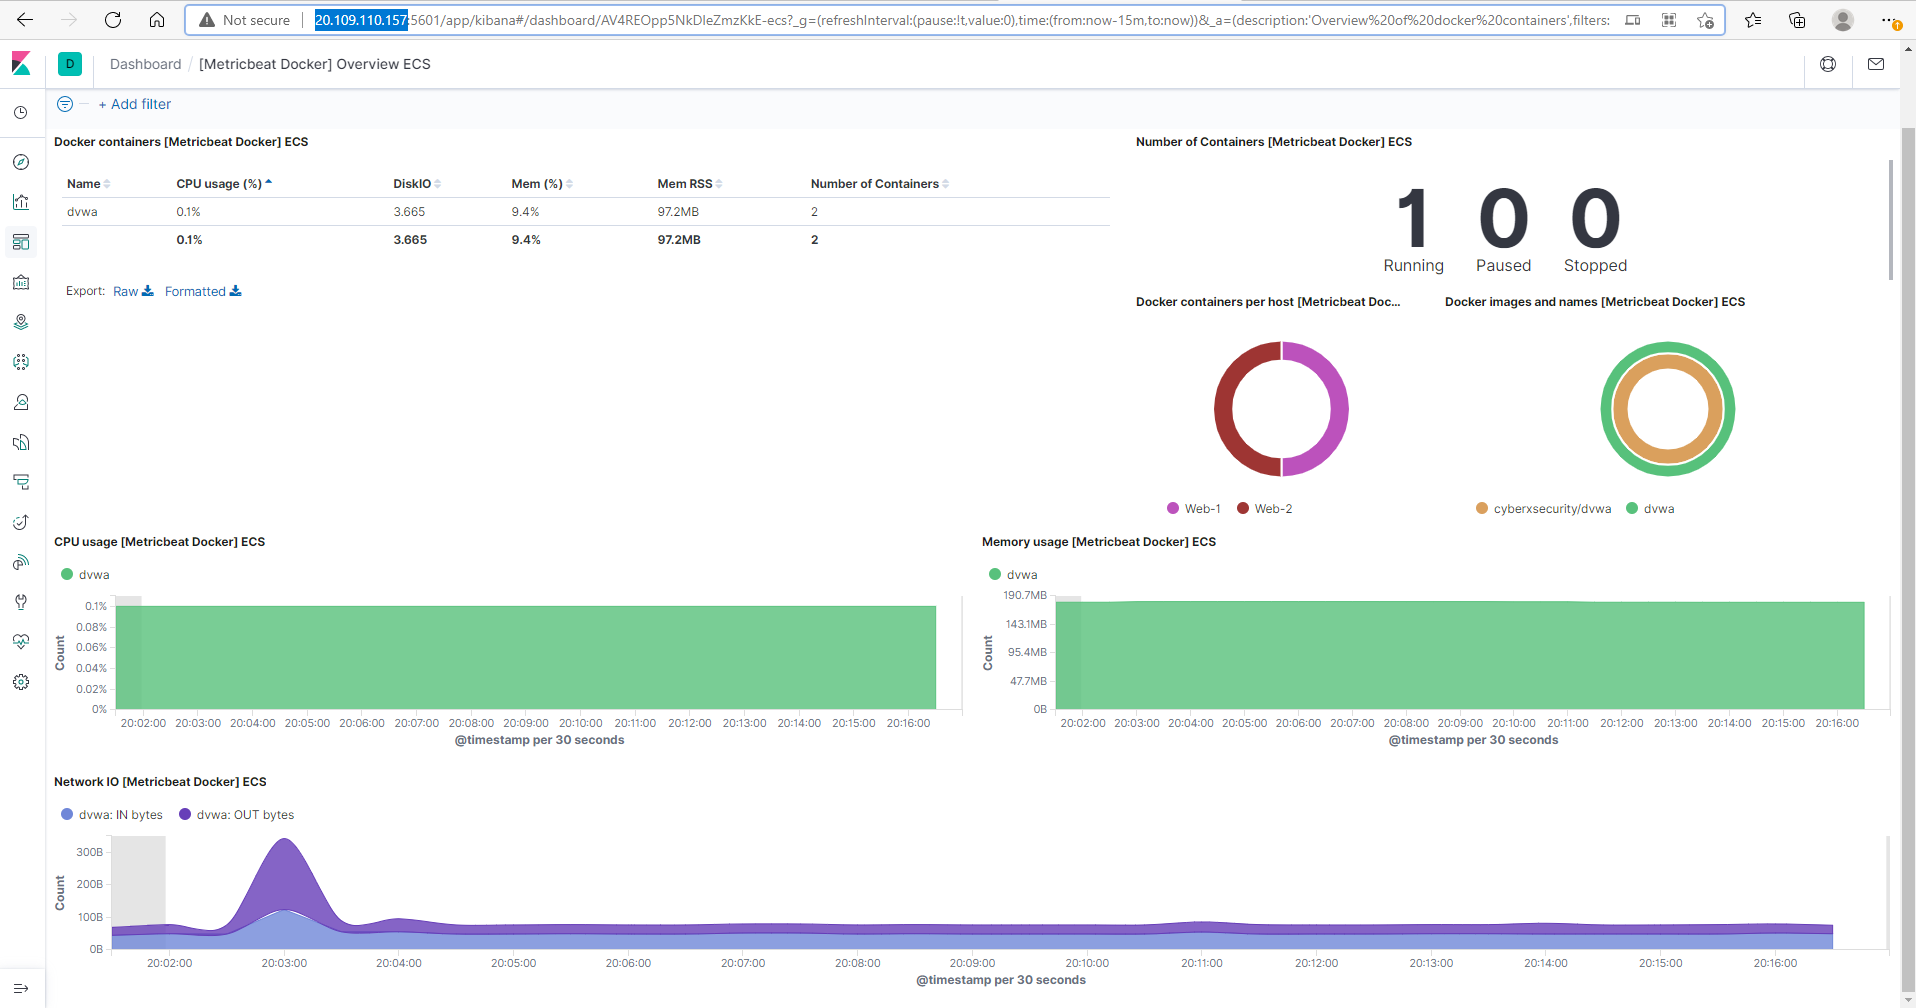 Not secure | 20.109.110.157:5601/app/kibana#/dashboard/AV4REOpp5NkDleZmzKkE-ecs?_g=(refreshInterval:(pause:!t,value:0),time:(from:now-15m,to:now))&_a=(description:'Overview%20of%20docker%20containers',filters:
D Dashboard / [Metricbeat Docker] Overview ECS
+ Add filter
Docker containers [Metricbeat Docker] ECS
Name CPU usage (%) DiskIO Mem (%) Mem RSS Number of Containers
dvwa 0.1% 3.665 9.4% 97.2MB 2
0.1% 3.665 9.4% 97.2MB 2
Export: Raw Formatted
Number of Containers [Metricbeat Docker] ECS
1 0 0
Running Paused Stopped
Docker containers per host [Metricbeat Doc...
Web-1 Web-2
Docker images and names [Metricbeat Docker] ECS
cyberxsecurity/dvwa dvwa
CPU usage [Metricbeat Docker] ECS
dvwa
0.1%
0.08%
0.06%
0.04%
0.02%
0%
Count
20:02:00 20:03:00 20:04:00 20:05:00 20:06:00 20:07:00 20:08:00 20:09:00 20:10:00 20:11:00 20:12:00 20:13:00 20:14:00 20:15:00 20:16:00
@timestamp per 30 seconds
Memory usage [Metricbeat Docker] ECS
dvwa
190.7MB
143.1MB
95.4MB
47.7MB
0B
Count
20:02:00 20:03:00 20:04:00 20:05:00 20:06:00 20:07:00 20:08:00 20:09:00 20:10:00 20:11:00 20:12:00 20:13:00 20:14:00 20:15:00 20:16:00
@timestamp per 30 seconds
Network IO [Metricbeat Docker] ECS
dvwa: IN bytes dvwa: OUT bytes
300B
200B
100B
0B
Count
20:02:00 20:03:00 20:04:00 20:05:00 20:06:00 20:07:00 20:08:00 20:09:00 20:10:00 20:11:00 20:12:00 20:13:00 20:14:00 20:15:00 20:16:00
@timestamp per 30 seconds